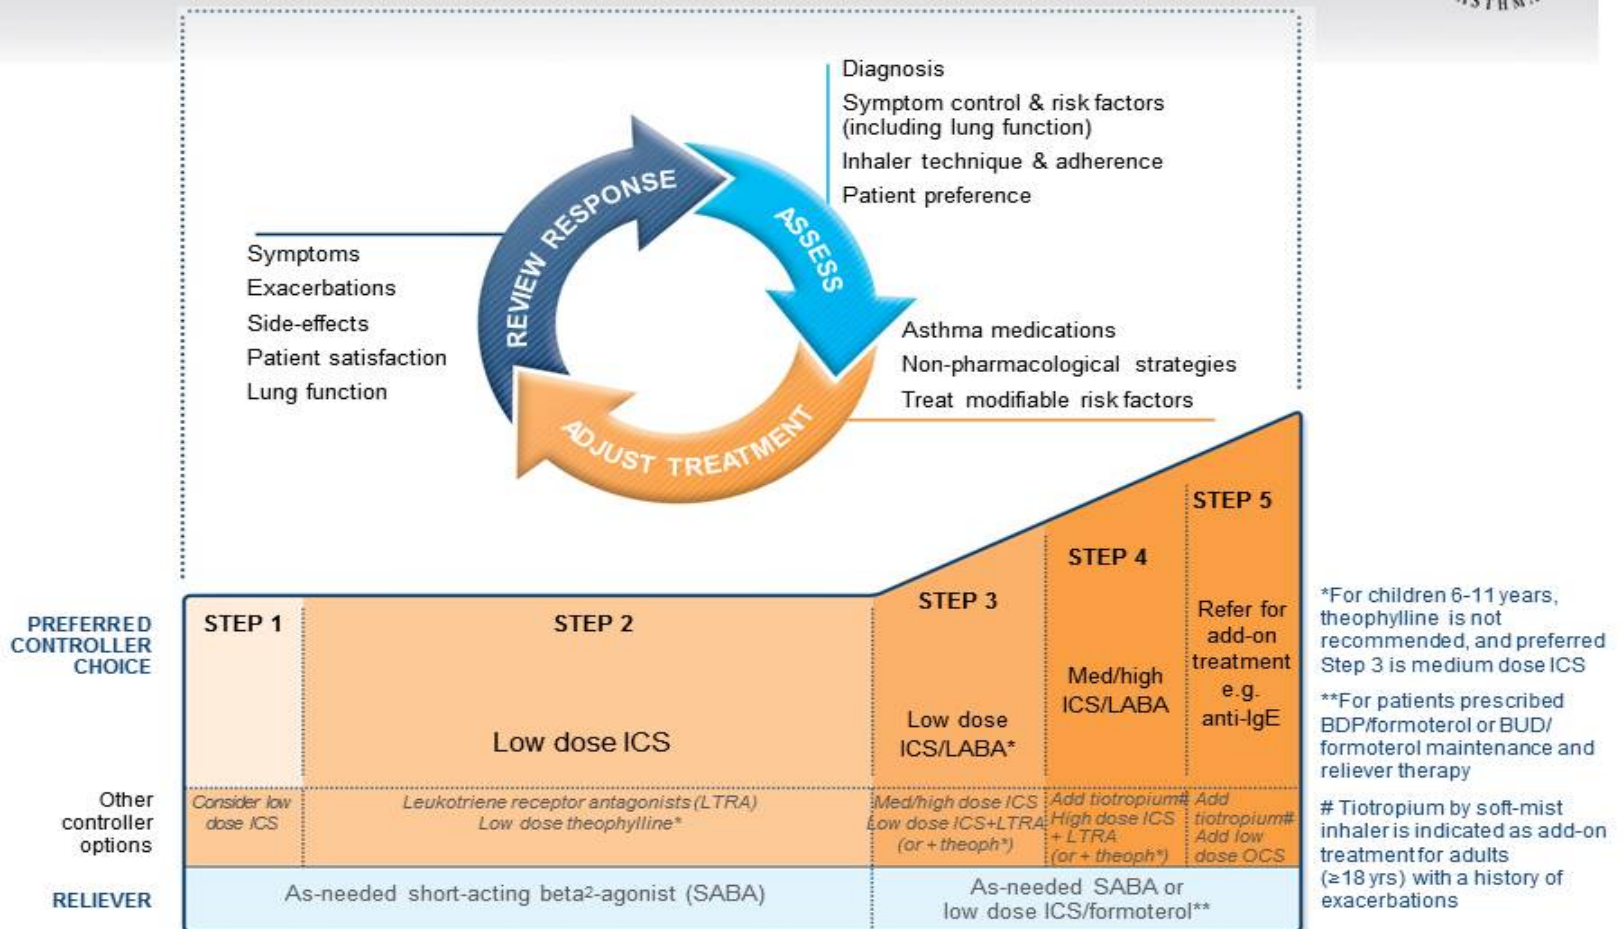 Diagnosis
Symptom control & risk factors
(including lung function)
Inhaler technique & adherence
Patient preference
REVIEW RESPONSE
ASSESS
ADJUST TREATMENT
Symptoms
Exacerbations
Side-effects
Patient satisfaction
Lung function
Asthma medications
Non-pharmacological strategies
Treat modifiable risk factors
PREFERRED
CONTROLLER
CHOICE
STEP 1
STEP 2
Low dose ICS
STEP 3
Low dose
ICS/LABA*
STEP 4
Med/high
ICS/LABA
STEP 5
Refer for
add-on
treatment
e.g.
anti-IgE
Other
controller
options
Consider low
dose ICS
Leukotriene receptor antagonists (LTRA)
Low dose theophylline*
Med/high dose ICS
Low dose ICS+LTRA
(or + theoph*)
Add tiotropium#
High dose ICS
+ LTRA
(or + theoph*)
Add
tiotropium#
Add low
dose OCS
RELIEVER
As-needed short-acting beta2-agonist (SABA)
As-needed SABA or
low dose ICS/formoterol**
*For children 6-11 years,
theophylline is not
recommended, and preferred
Step 3 is medium dose ICS
**For patients prescribed
BDP/formoterol or BUD/
formoterol maintenance and
reliever therapy
# Tiotropium by soft-mist
inhaler is indicated as add-on
treatment for adults
(≥18 yrs) with a history of
exacerbations